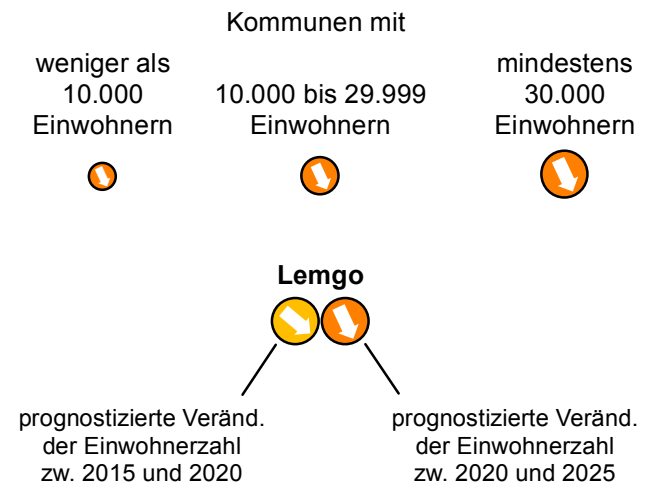 Kommunen mit
weniger als
10.000
Einwohnern
10.000 bis 29.999
Einwohnern
mindestens
30.000
Einwohnern
Lemgo
prognostizierte Veränd.
der Einwohnerzahl
zw. 2015 und 2020
prognostizierte Veränd.
der Einwohnerzahl
zw. 2020 und 2025